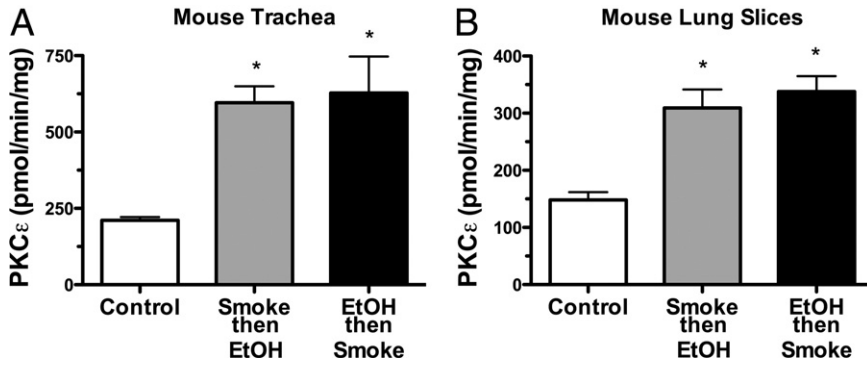 A
Mouse Trachea
PKCε (pmol/min/mg)
750
500
250
0
*
*
Control
Smoke
then
EtOH
EtOH
then
Smoke
B
Mouse Lung Slices
PKCε (pmol/min/mg)
400
300
200
100
0
*
*
Control
Smoke
then
EtOH
EtOH
then
Smoke